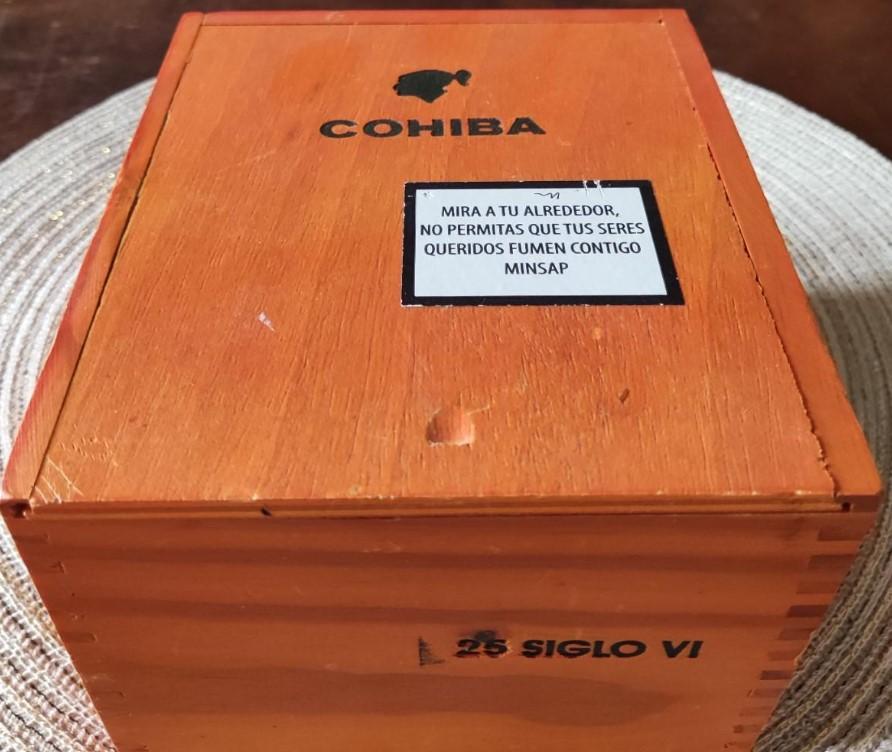 COHIBA
MIRA A TU ALREDEDOR,
NO PERMITAS QUE TUS SERES
QUERIDOS FUMEN CONTIGO
MINSAP
25 SIGLO VI